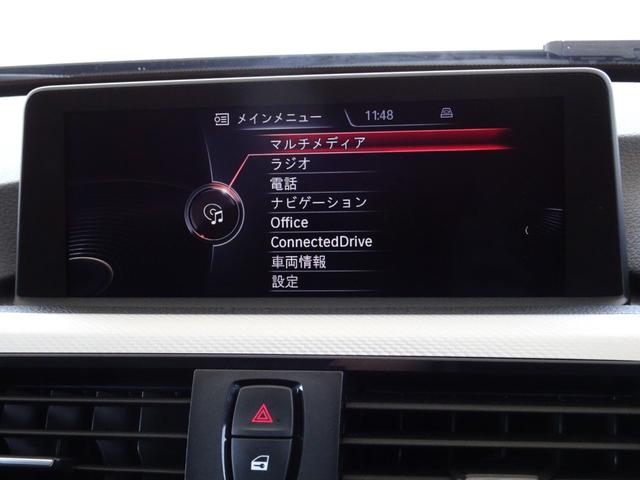 メインメニュー 11:48
マルチメディア
ラジオ
電話
ナビゲーション
Office
ConnectedDrive
車両情報
設定